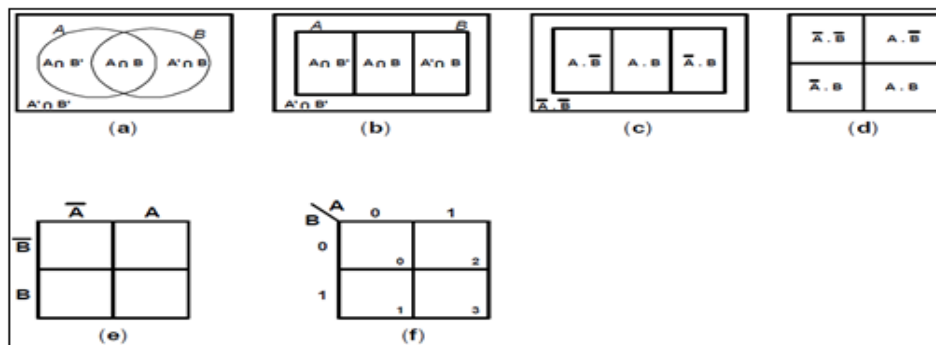 A B
A∩ B' A∩ B A'∩ B
A'∩ B'
(a)
A B
A∩ B' A∩ B A'∩ B
A'∩ B'
(b)
A . B̅ A . B A̅ . B
A̅ . B̅
(c)
A̅ . B̅ A . B̅
A̅ . B A . B
(d)
A̅ A
B̅
B
(e)
A
B 0 1
0
0 2
1
1 3
(f)